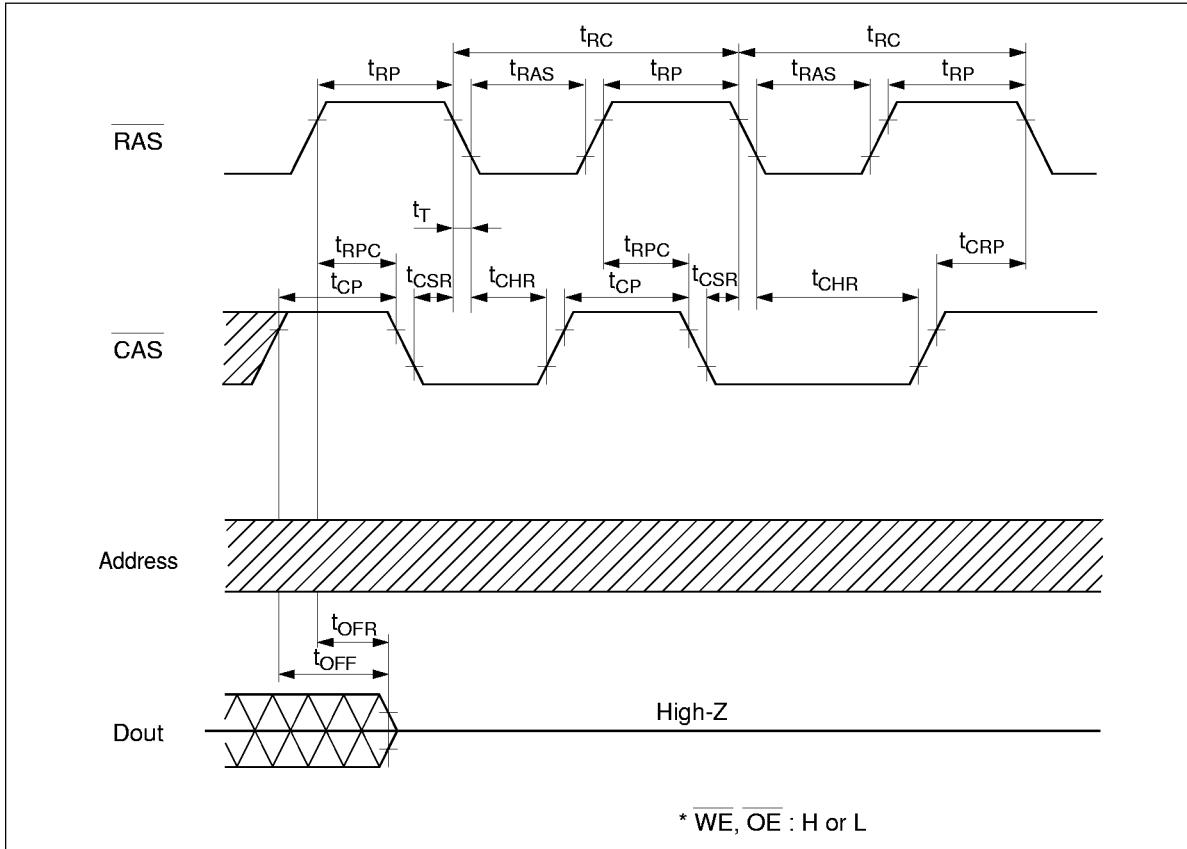 tRC tRC
tRP tRAS tRP tRAS tRP
RAS
tT
tRPC tRPC tCRP
tCP tCSR tCHR tCP tCSR tCHR
CAS
Address
tOFR
tOFF
High-Z
Dout
* WE, OE : H or L